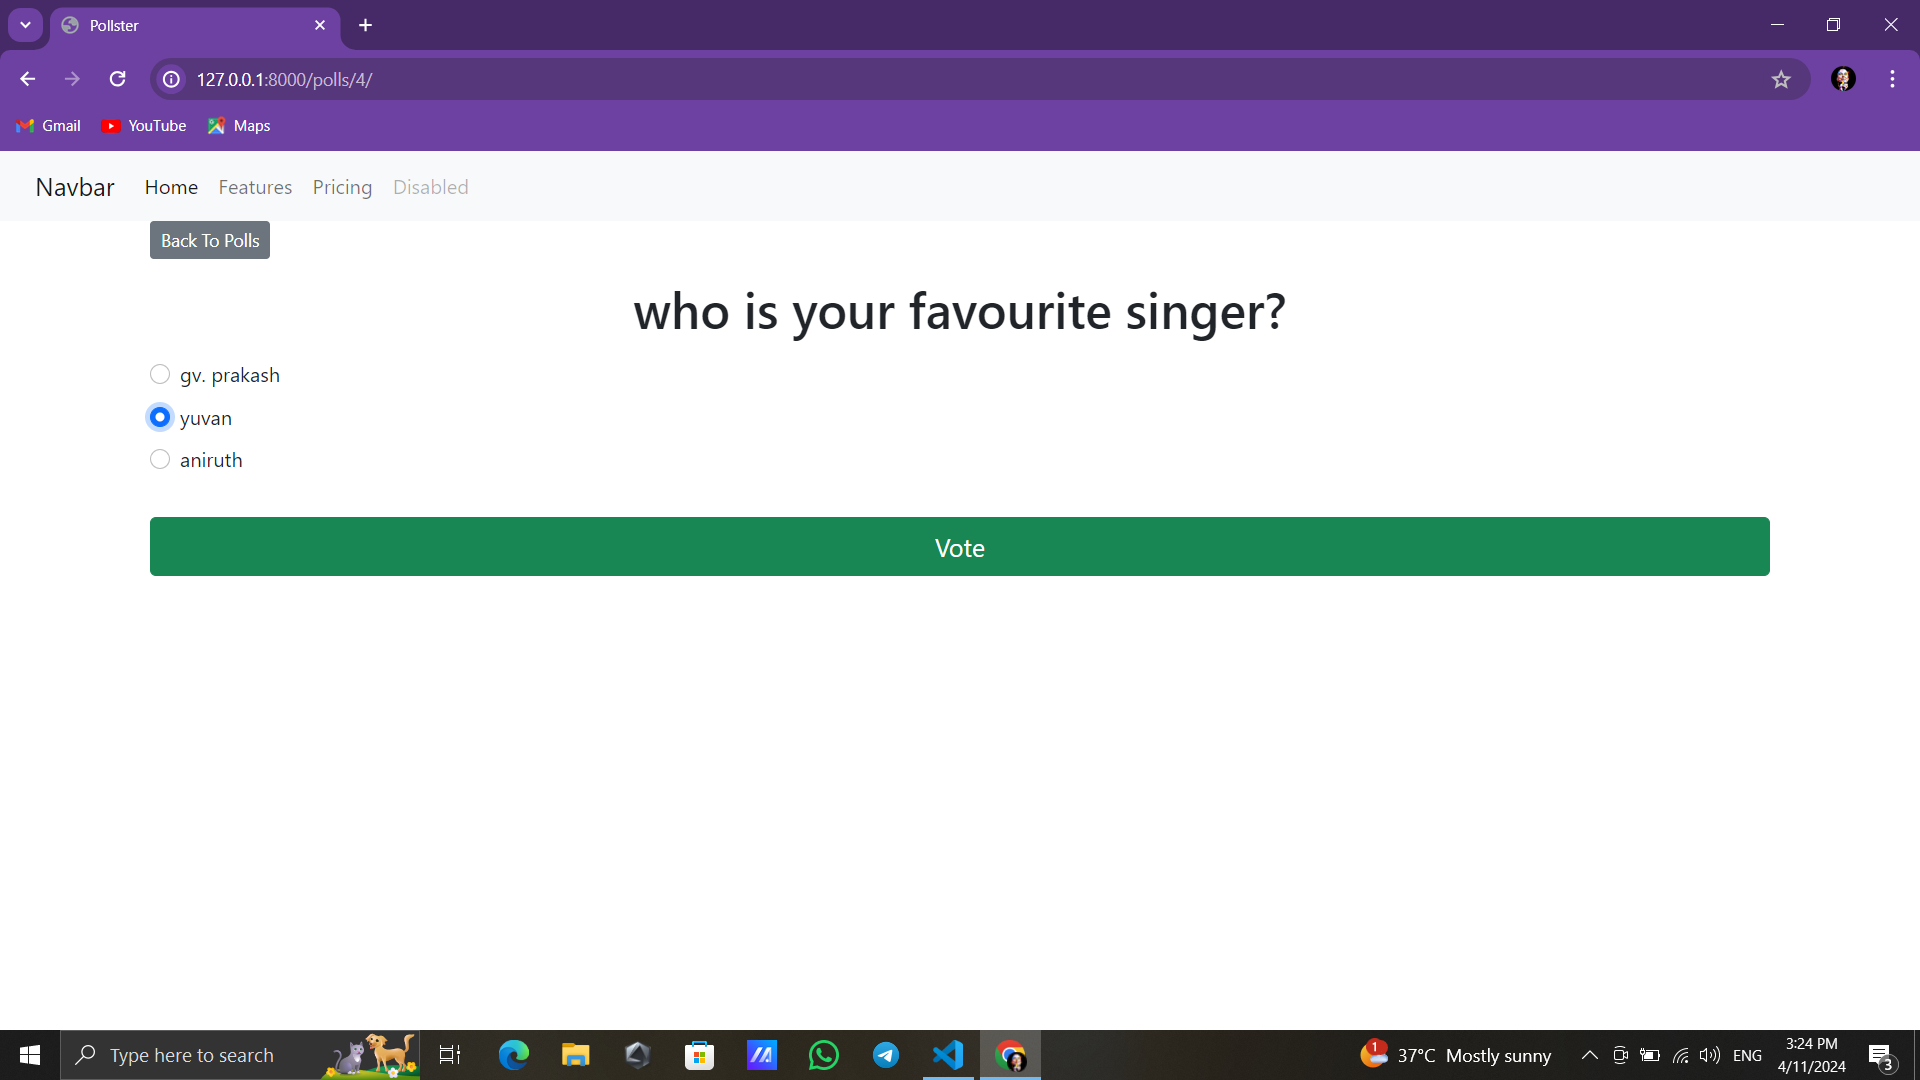 Pollster
127.0.0.1:8000/polls/4/
Gmail YouTube Maps
Navbar Home Features Pricing Disabled
Back To Polls
who is your favourite singer?
gv. prakash
yuvan
aniruth
Vote
Type here to search
1
37°C Mostly sunny
ENG
3:24 PM
4/11/2024
3